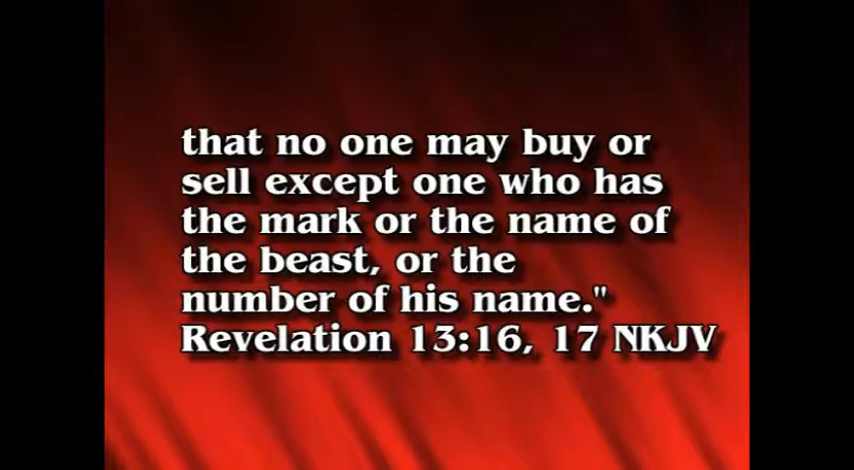 that no one may buy or
sell except one who has
the mark or the name of
the beast, or the
number of his name."
Revelation 13:16, 17 NKJV